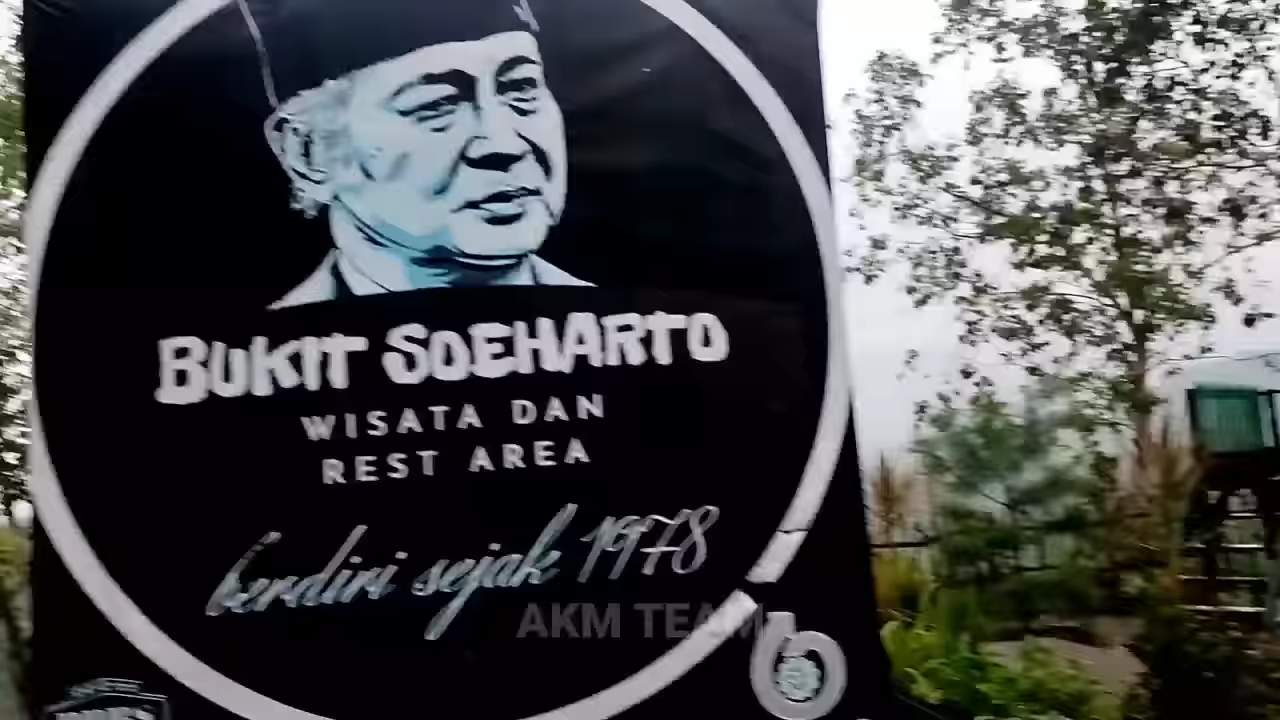 BUKIT SOEHARTO
WISATA DAN
REST AREA
berdiri sejak 1978
AKM TEAM